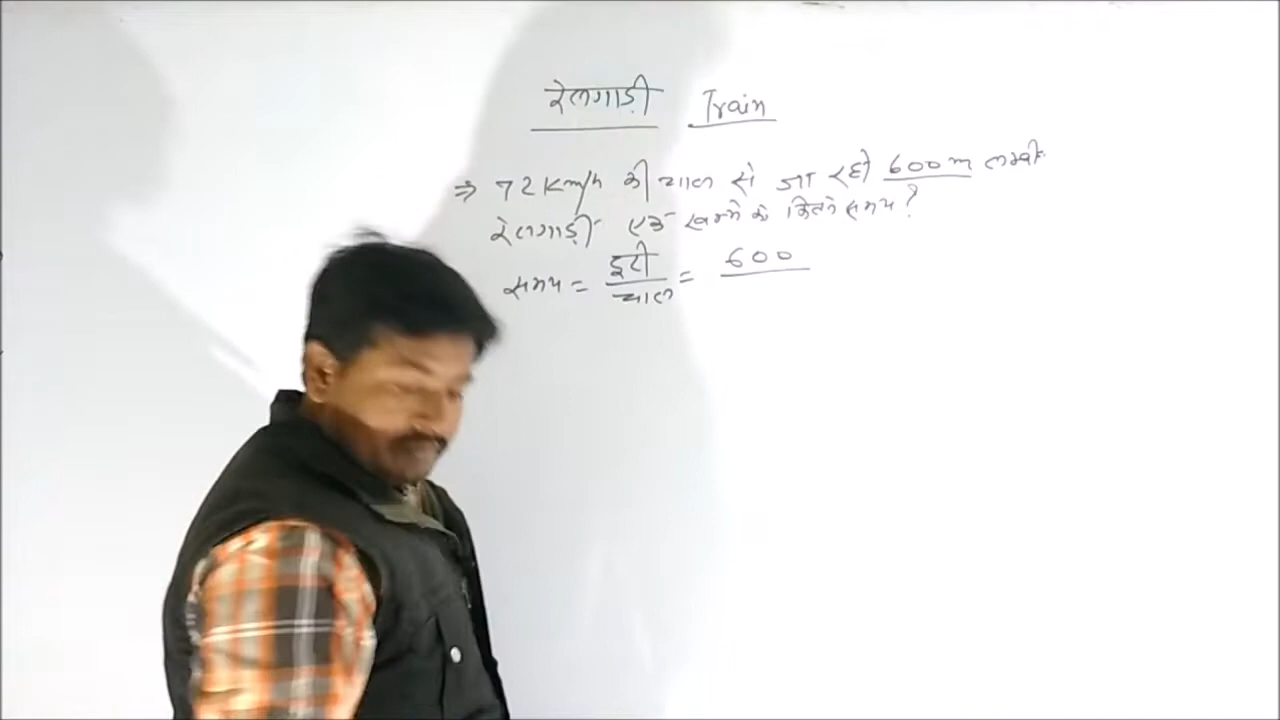 रेलगाड़ी Train
⇒ 72 Km/h की चाल से जा रही 600m लम्बी
रेलगाड़ी एक खम्भे को कितने समय?
समय = दूरी / चाल = 600